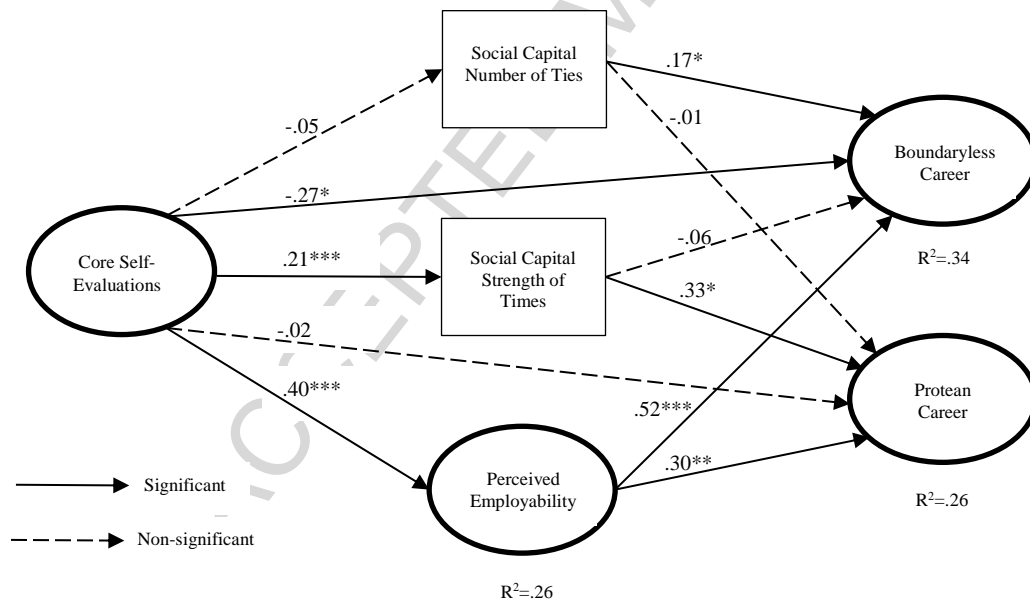 Social Capital
Number of Ties
.17*
-.01
-.05
Boundaryless
Career
-.27*
Core Self-
Evaluations
.21***
Social Capital
Strength of
Times
-.06
R²=.34
.33*
-.02
.40***
Protean
Career
.52***
.30**
Perceived
Employability
Significant
R²=.26
Non-significant
R²=.26